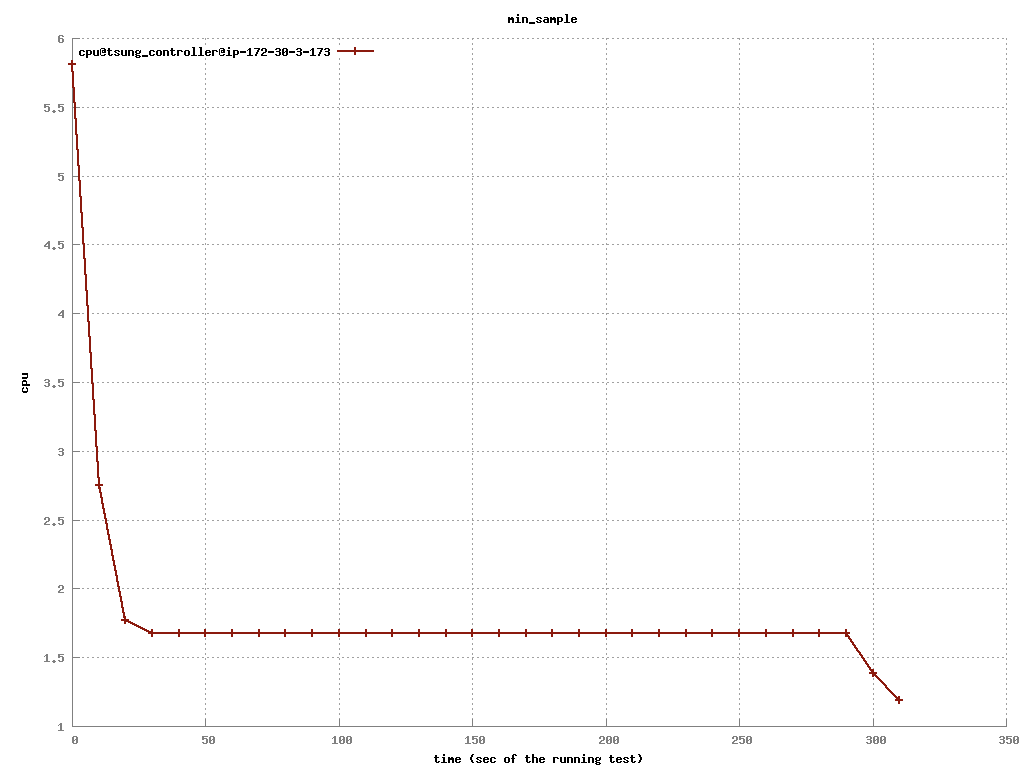 min_sample
cpu@tsung_controller@ip-172-30-3-173
6
5.5
5
4.5
4
3.5
3
2.5
2
1.5
1
cpu
0 50 100 150 200 250 300 350
time (sec of the running test)